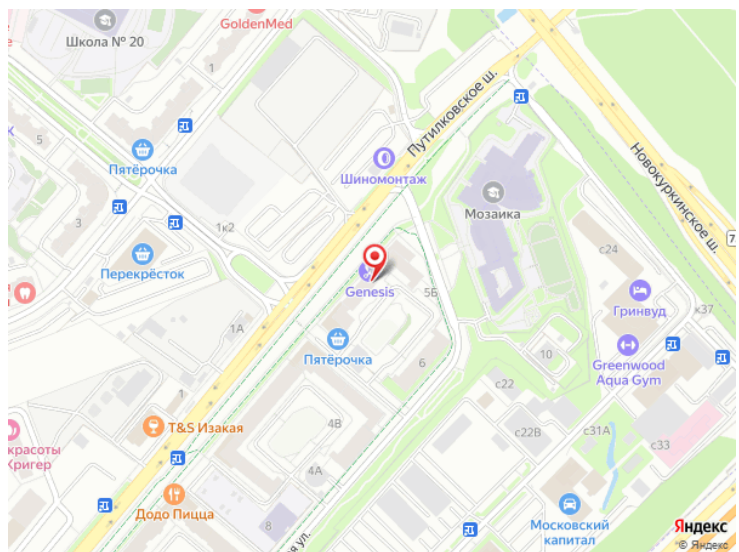 GoldenMed
Школа № 20
1
Путилковское ш.
5
Пятёрочка
Шиномонтаж
Новокуркинское ш.
Мозаика
3
1к2
с24
7
Перекрёсток
Genesis
5Б
Гринвуд
к37
1А
Пятёрочка
6
10
Greenwood
Aqua Gym
1
с22
T&S Изакая
4В
с22В
с31А
с33
красоты
4А
Додо Пицца
8
Московский
капитал
Яндекс
© Яндекс